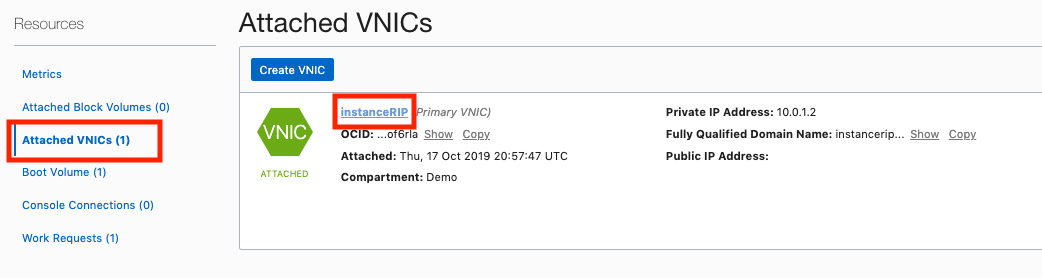 Resources
Metrics
Attached Block Volumes (0)
Attached VNICs (1)
Boot Volume (1)
Console Connections (0)
Work Requests (1)
Attached VNICs
Create VNIC
VNIC
ATTACHED
instanceRIP (Primary VNIC)
OCID: ...of6rla Show Copy
Attached: Thu, 17 Oct 2019 20:57:47 UTC
Compartment: Demo
Private IP Address: 10.0.1.2
Fully Qualified Domain Name: instancerip... Show Copy
Public IP Address: